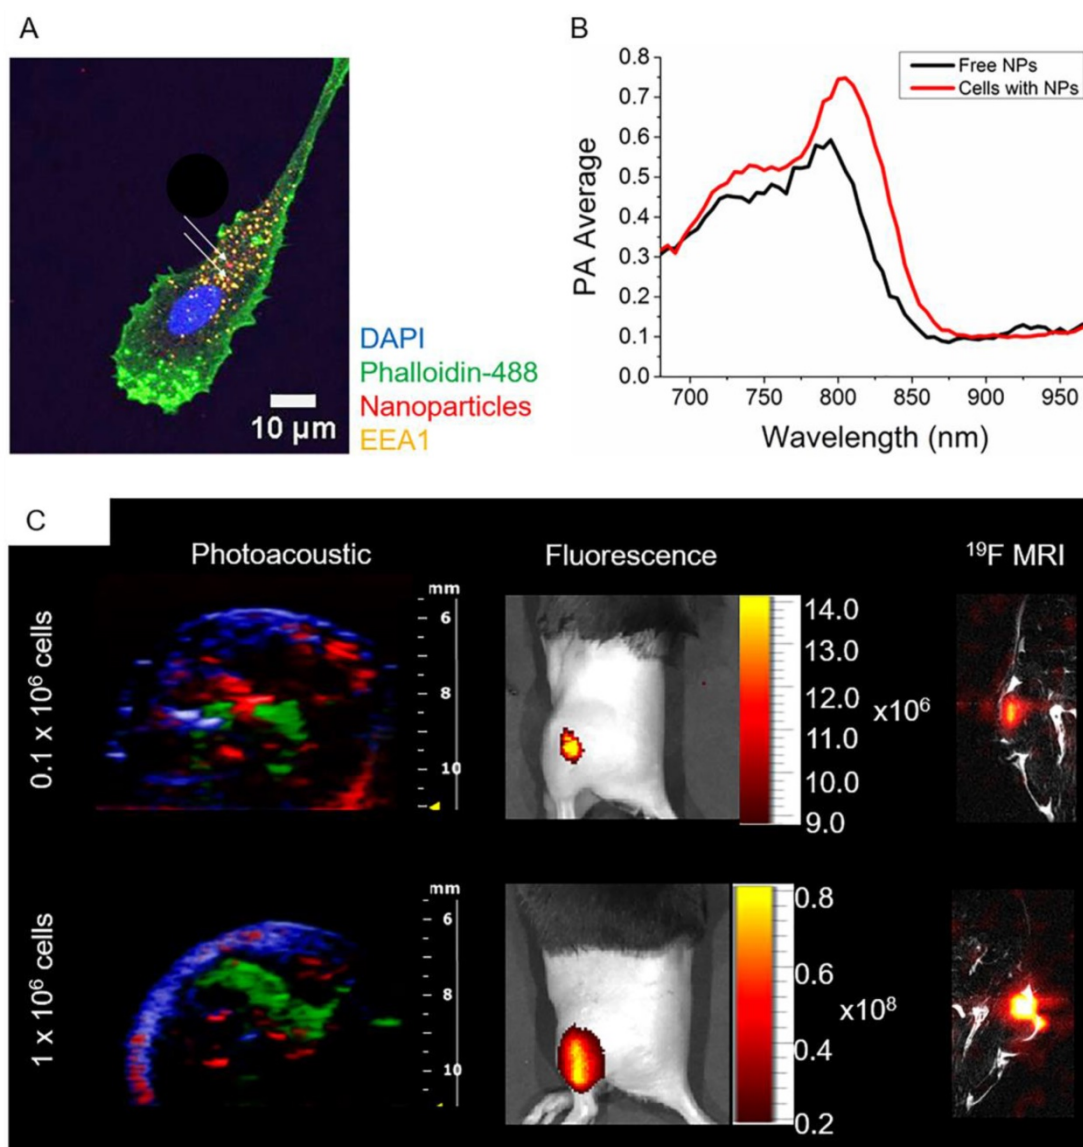 A
DAPI
Phalloidin-488
Nanoparticles
EEA1
10 µm
B
Free NPs
Cells with NPs
PA Average
0.8
0.7
0.6
0.5
0.4
0.3
0.2
0.1
0.0
700 750 800 850 900 950
Wavelength (nm)
C
Photoacoustic
Fluorescence
¹⁹F MRI
0.1 x 10⁶ cells
mm
6
8
10
14.0
13.0
12.0
11.0
10.0
9.0
x10⁶
1 x 10⁶ cells
mm
6
8
10
0.8
0.6
0.4
0.2
x10⁸